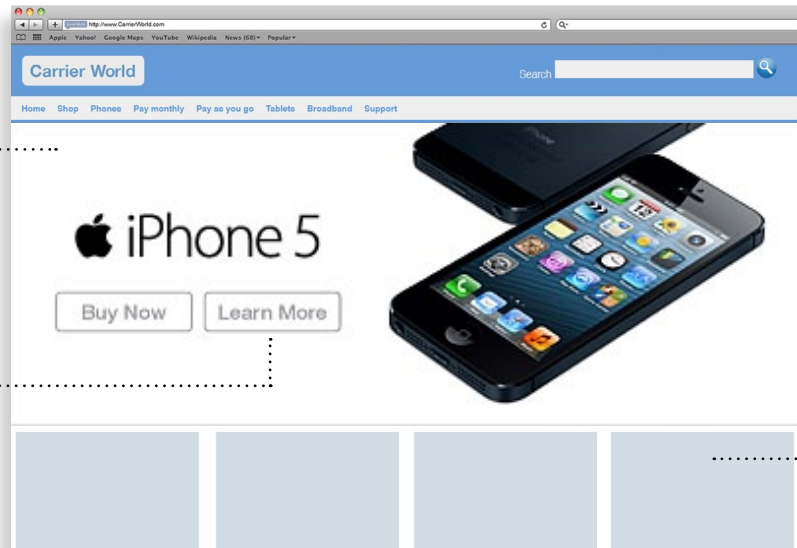 http://www.CarrierWorld.com
Apple Yahoo! Google Maps YouTube Wikipedia News (68) Popular
Carrier World
Search
Home Shop Phones Pay monthly Pay as you go Tablets Broadband Support
iPhone
iPhone 5
Buy Now Learn More